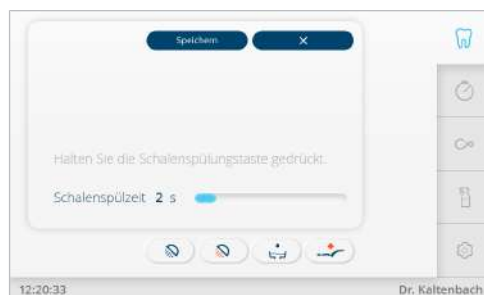 Speichern X
Halten Sie die Schalenspülungstaste gedrückt.
Schalenspülzeit 2 s
12:20:33 Dr. Kaltenbach